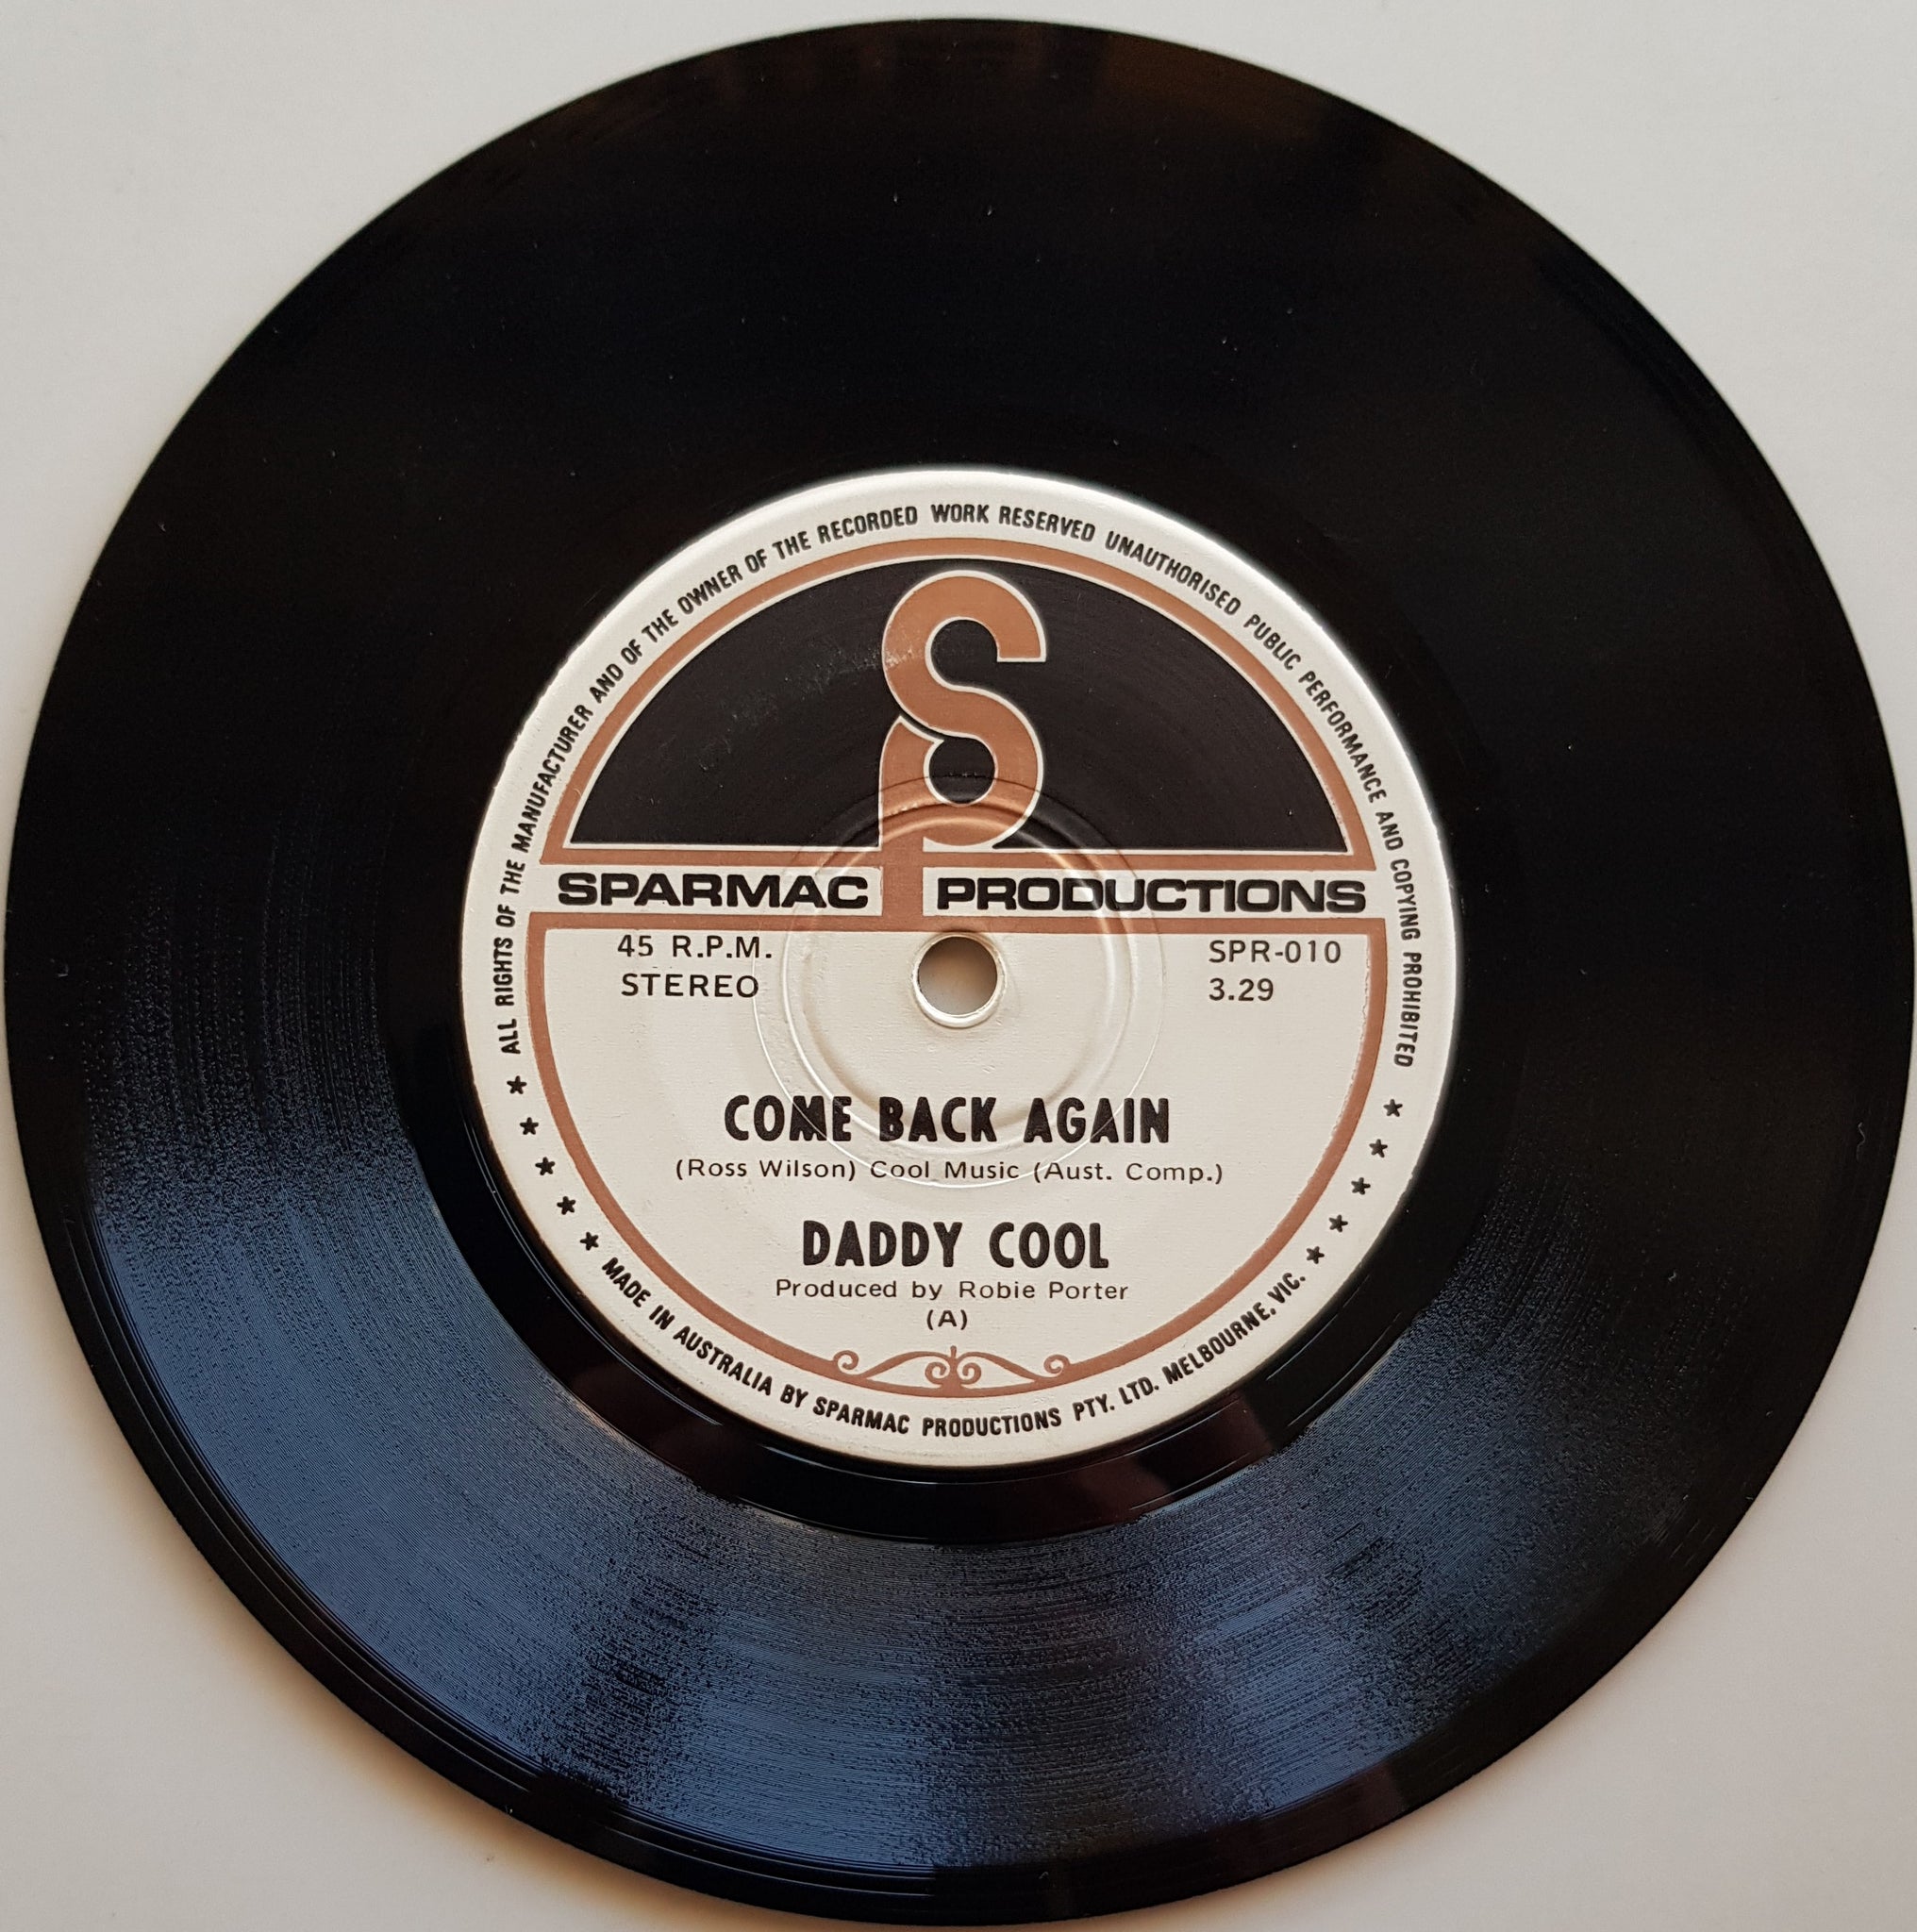 ALL RIGHTS OF THE MANUFACTURER AND OF THE OWNER OF THE RECORDED WORK RESERVED UNAUTHORISED PUBLIC PERFORMANCE AND COPYING PROHIBITED
SPARMAC PRODUCTIONS
45 R.P.M. SPR-010
STEREO 3.29
COME BACK AGAIN
(Ross Wilson) Cool Music (Aust. Comp.)
DADDY COOL
Produced by Robie Porter
(A)
★ ★ ★ ★ ★ MADE IN AUSTRALIA BY SPARMAC PRODUCTIONS PTY. LTD. MELBOURNE, VIC. ★ ★ ★ ★ ★